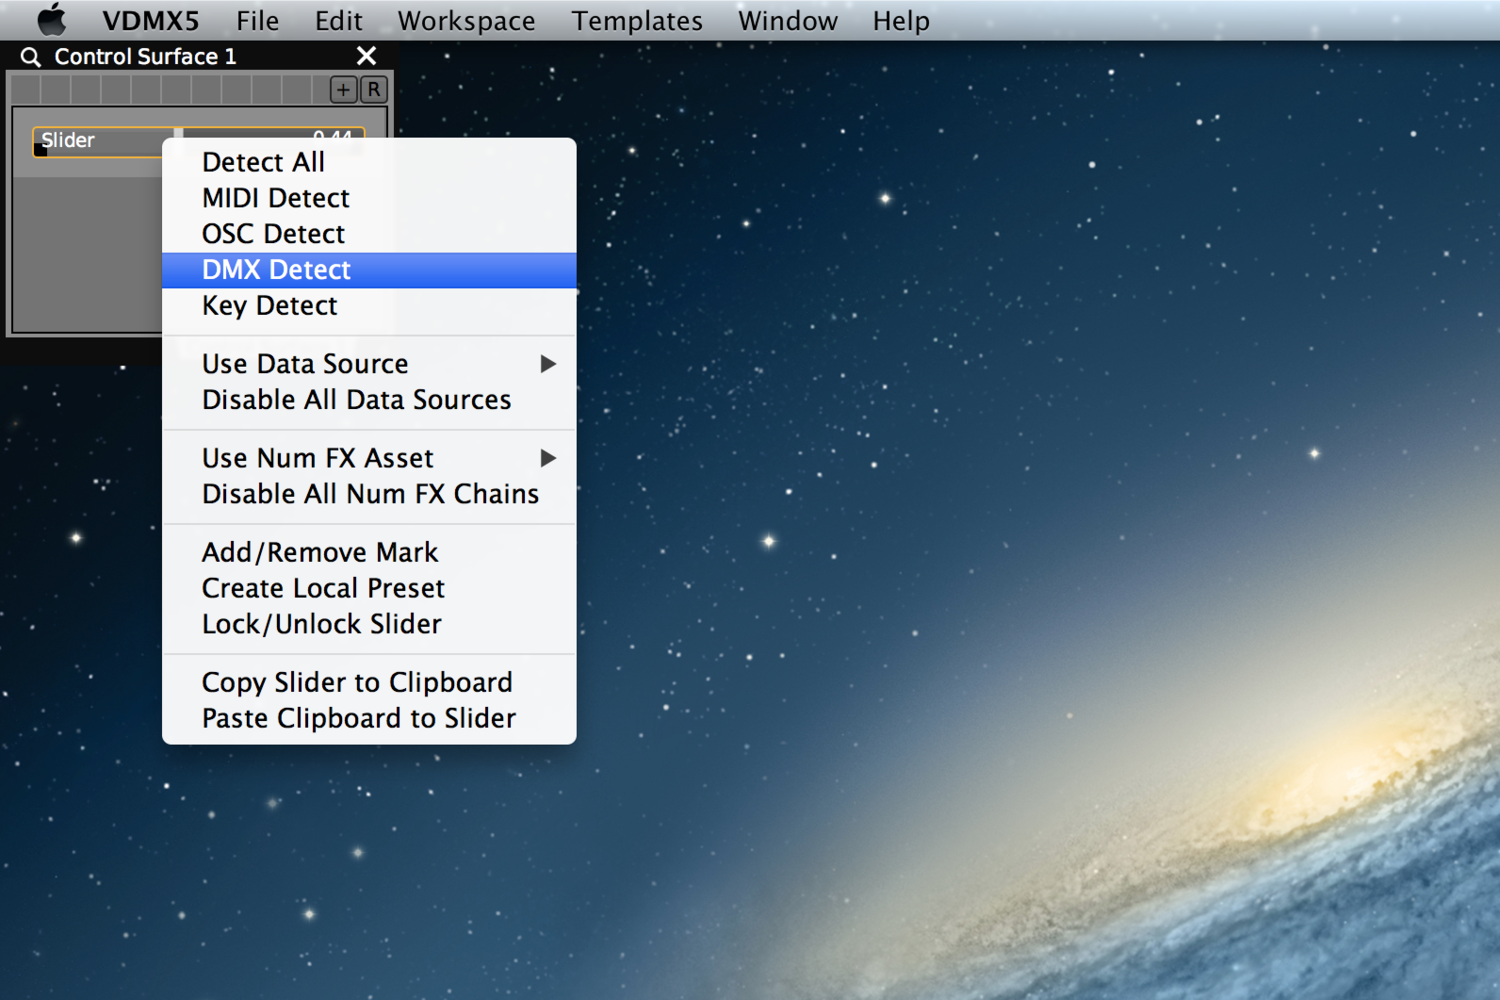 VDMX5 File Edit Workspace Templates Window Help
Control Surface 1
+ R
Slider 0.44
Detect All
MIDI Detect
OSC Detect
DMX Detect
Key Detect
Use Data Source
Disable All Data Sources
Use Num FX Asset
Disable All Num FX Chains
Add/Remove Mark
Create Local Preset
Lock/Unlock Slider
Copy Slider to Clipboard
Paste Clipboard to Slider